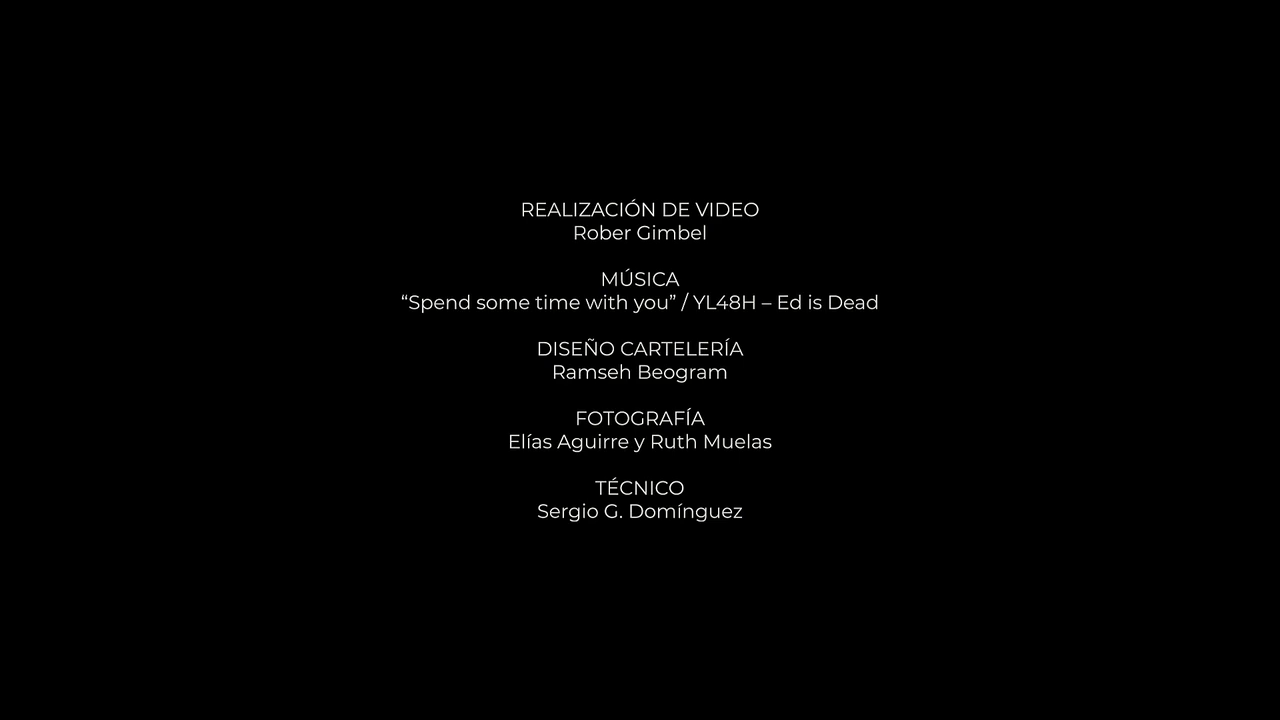 REALIZACIÓN DE VIDEO
Rober Gimbel
MÚSICA
“Spend some time with you” / YL48H – Ed is Dead
DISEÑO CARTELERÍA
Ramseh Beogram
FOTOGRAFÍA
Elías Aguirre y Ruth Muelas
TÉCNICO
Sergio G. Domínguez